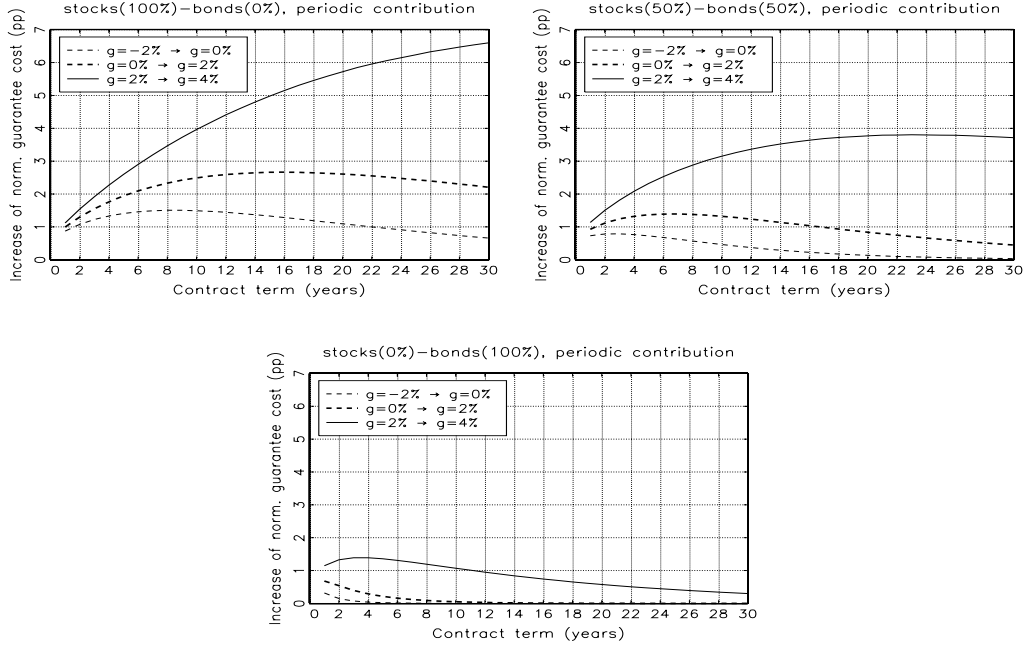 stocks(100%)−bonds(0%), periodic contribution
Increase of norm. guarantee cost (pp)
7
6
5
4
3
2
1
0
g=−2% → g=0%
g=0% → g=2%
g=2% → g=4%
0 2 4 6 8 10 12 14 16 18 20 22 24 26 28 30
Contract term (years)
stocks(50%)−bonds(50%), periodic contribution
Increase of norm. guarantee cost (pp)
7
6
5
4
3
2
1
0
g=−2% → g=0%
g=0% → g=2%
g=2% → g=4%
0 2 4 6 8 10 12 14 16 18 20 22 24 26 28 30
Contract term (years)
stocks(0%)−bonds(100%), periodic contribution
Increase of norm. guarantee cost (pp)
7
6
5
4
3
2
1
0
g=−2% → g=0%
g=0% → g=2%
g=2% → g=4%
0 2 4 6 8 10 12 14 16 18 20 22 24 26 28 30
Contract term (years)